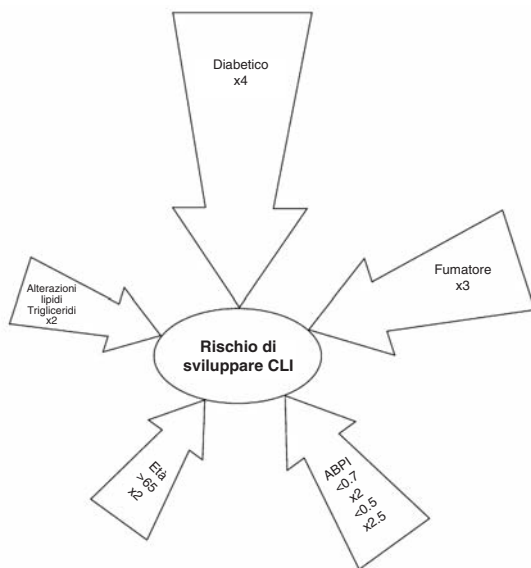 Diabetico
x4
Fumatore
x3
Alterazioni
lipidi
Trigliceridi
x2
Rischio di
sviluppare CLI
Eta
>65
x2
ABPI
<0.7
x2
<0.5
x2.5